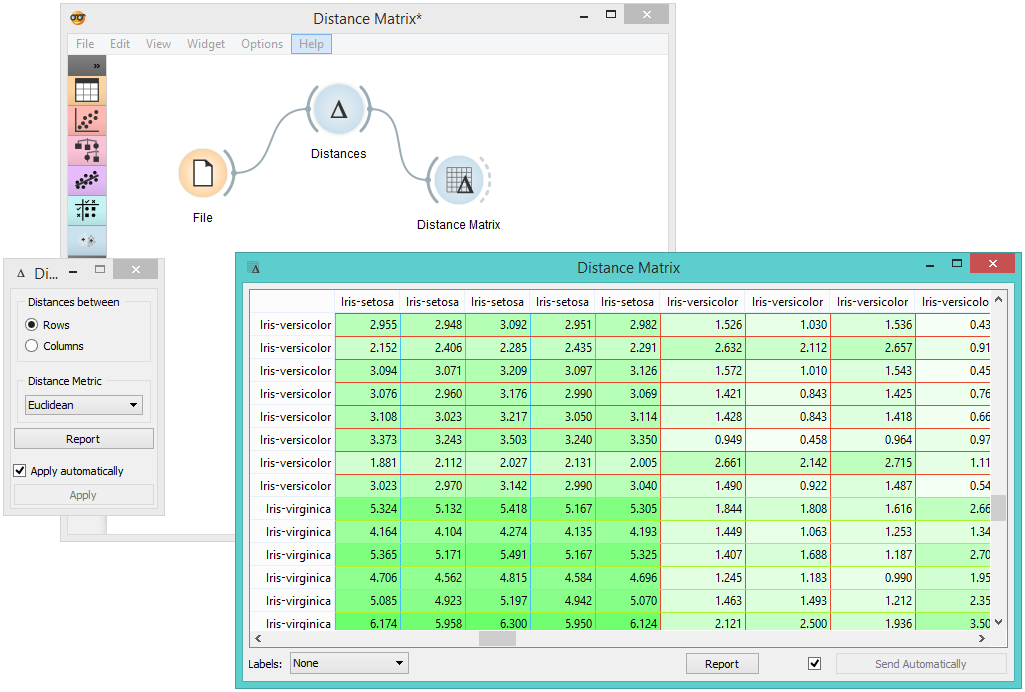 Distance Matrix*
File Edit View Widget Options Help
»
Δ
Distances
File
Δ
Distance Matrix
Δ Di...
Distances between
Rows
Columns
Distance Metric
Euclidean
Report
Apply automatically
Apply
Δ Distance Matrix
Iris-setosa Iris-setosa Iris-setosa Iris-setosa Iris-setosa Iris-versicolor Iris-versicolor Iris-versicolor Iris-versicolo
Iris-versicolor 2.955 2.948 3.092 2.951 2.982 1.526 1.030 1.536 0.43
Iris-versicolor 2.152 2.406 2.285 2.435 2.291 2.632 2.112 2.657 0.91
Iris-versicolor 3.094 3.071 3.209 3.097 3.126 1.572 1.010 1.543 0.45
Iris-versicolor 3.076 2.960 3.176 2.990 3.069 1.421 0.843 1.425 0.76
Iris-versicolor 3.108 3.023 3.217 3.050 3.114 1.428 0.843 1.418 0.66
Iris-versicolor 3.373 3.243 3.503 3.240 3.350 0.949 0.458 0.964 0.97
Iris-versicolor 1.881 2.112 2.027 2.131 2.005 2.661 2.142 2.715 1.11
Iris-versicolor 3.023 2.970 3.142 2.990 3.040 1.490 0.922 1.487 0.54
Iris-virginica 5.324 5.132 5.418 5.167 5.305 1.844 1.808 1.616 2.66
Iris-virginica 4.164 4.104 4.274 4.135 4.193 1.449 1.063 1.253 1.34
Iris-virginica 5.365 5.171 5.491 5.167 5.325 1.407 1.688 1.187 2.70
Iris-virginica 4.706 4.562 4.815 4.584 4.696 1.245 1.183 0.990 1.95
Iris-virginica 5.085 4.923 5.197 4.942 5.070 1.463 1.493 1.212 2.35
Iris-virginica 6.174 5.958 6.300 5.950 6.124 2.121 2.500 1.936 3.50
Labels: None Report Send Automatically